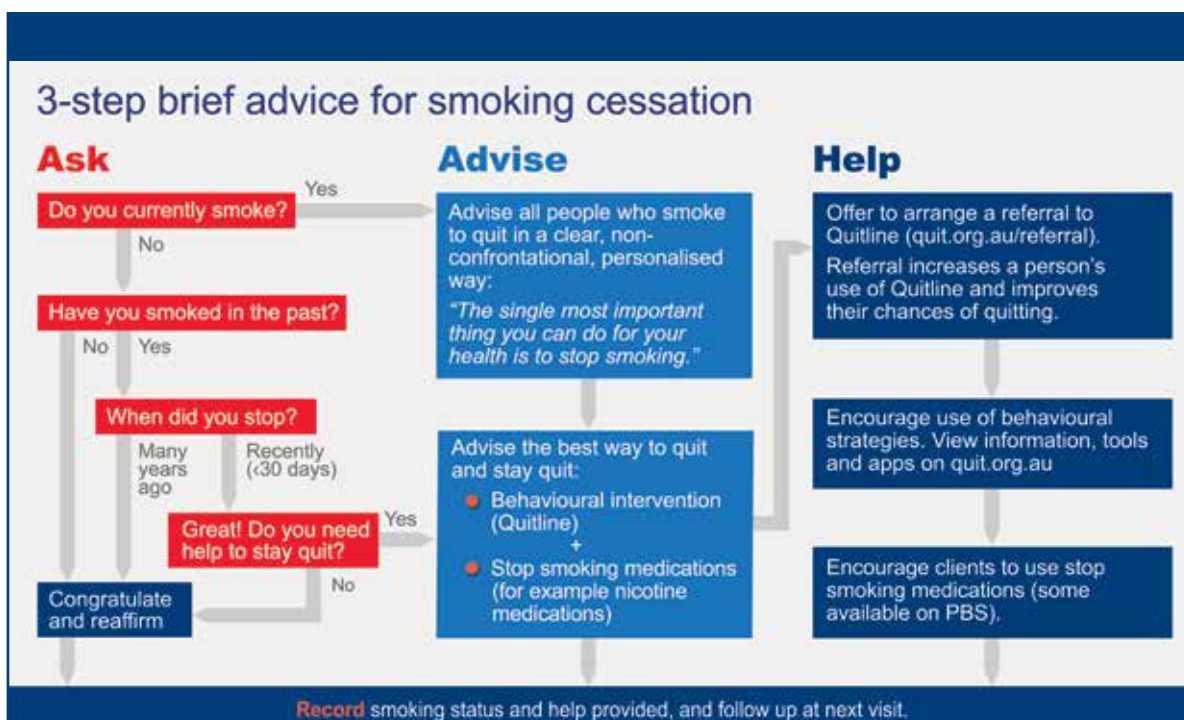 3-step brief advice for smoking cessation
Ask
Do you currently smoke?
Yes
No
Have you smoked in the past?
No
Yes
When did you stop?
Many
years
ago
Recently
(<30 days)
Great! Do you need
help to stay quit?
Yes
No
Congratulate
and reaffirm
Advise
Advise all people who smoke
to quit in a clear, non-
confrontational, personalised
way:
“The single most important
thing you can do for your
health is to stop smoking.”
Advise the best way to quit
and stay quit:
Behavioural intervention
(Quitline)
+
Stop smoking medications
(for example nicotine
medications)
Help
Offer to arrange a referral to
Quitline (quit.org.au/referral).
Referral increases a person’s
use of Quitline and improves
their chances of quitting.
Encourage use of behavioural
strategies. View information, tools
and apps on quit.org.au
Encourage clients to use stop
smoking medications (some
available on PBS).
Record smoking status and help provided, and follow up at next visit.